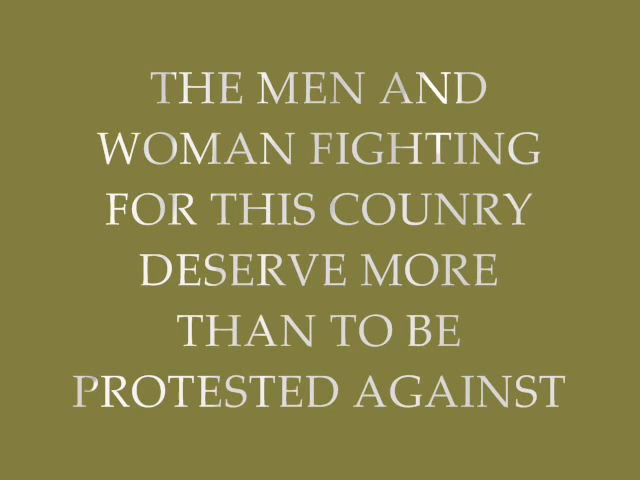 THE MEN AND
WOMAN FIGHTING
FOR THIS COUNRY
DESERVE MORE
THAN TO BE
PROTESTED AGAINST